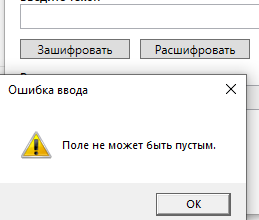 Зашифровать Расшифровать
Ошибка ввода
Поле не может быть пустым.
OK